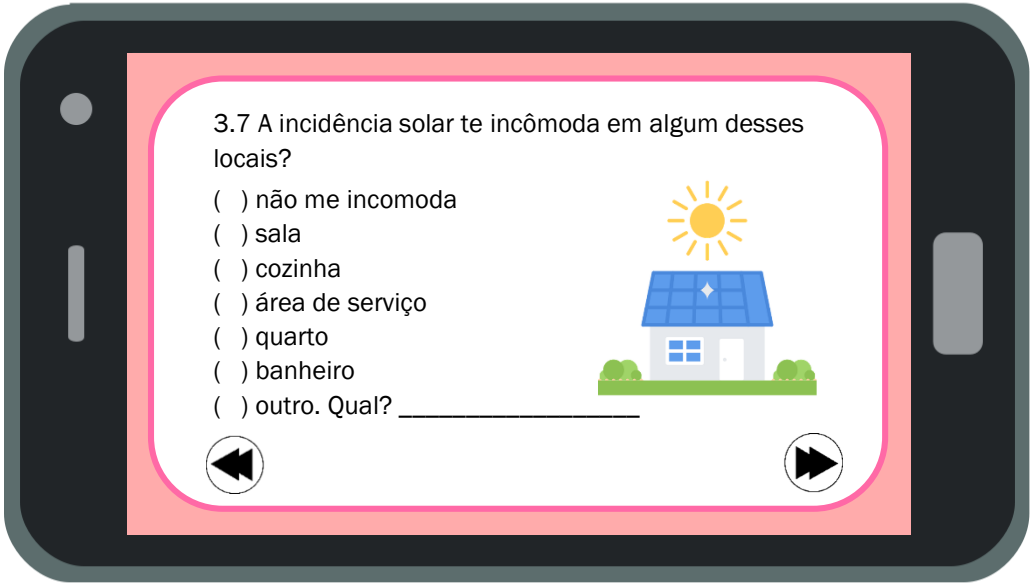 3.7 A incidência solar te incômoda em algum desses
locais?
(   ) não me incomoda
(   ) sala
(   ) cozinha
(   ) área de serviço
(   ) quarto
(   ) banheiro
(   ) outro. Qual? __________________